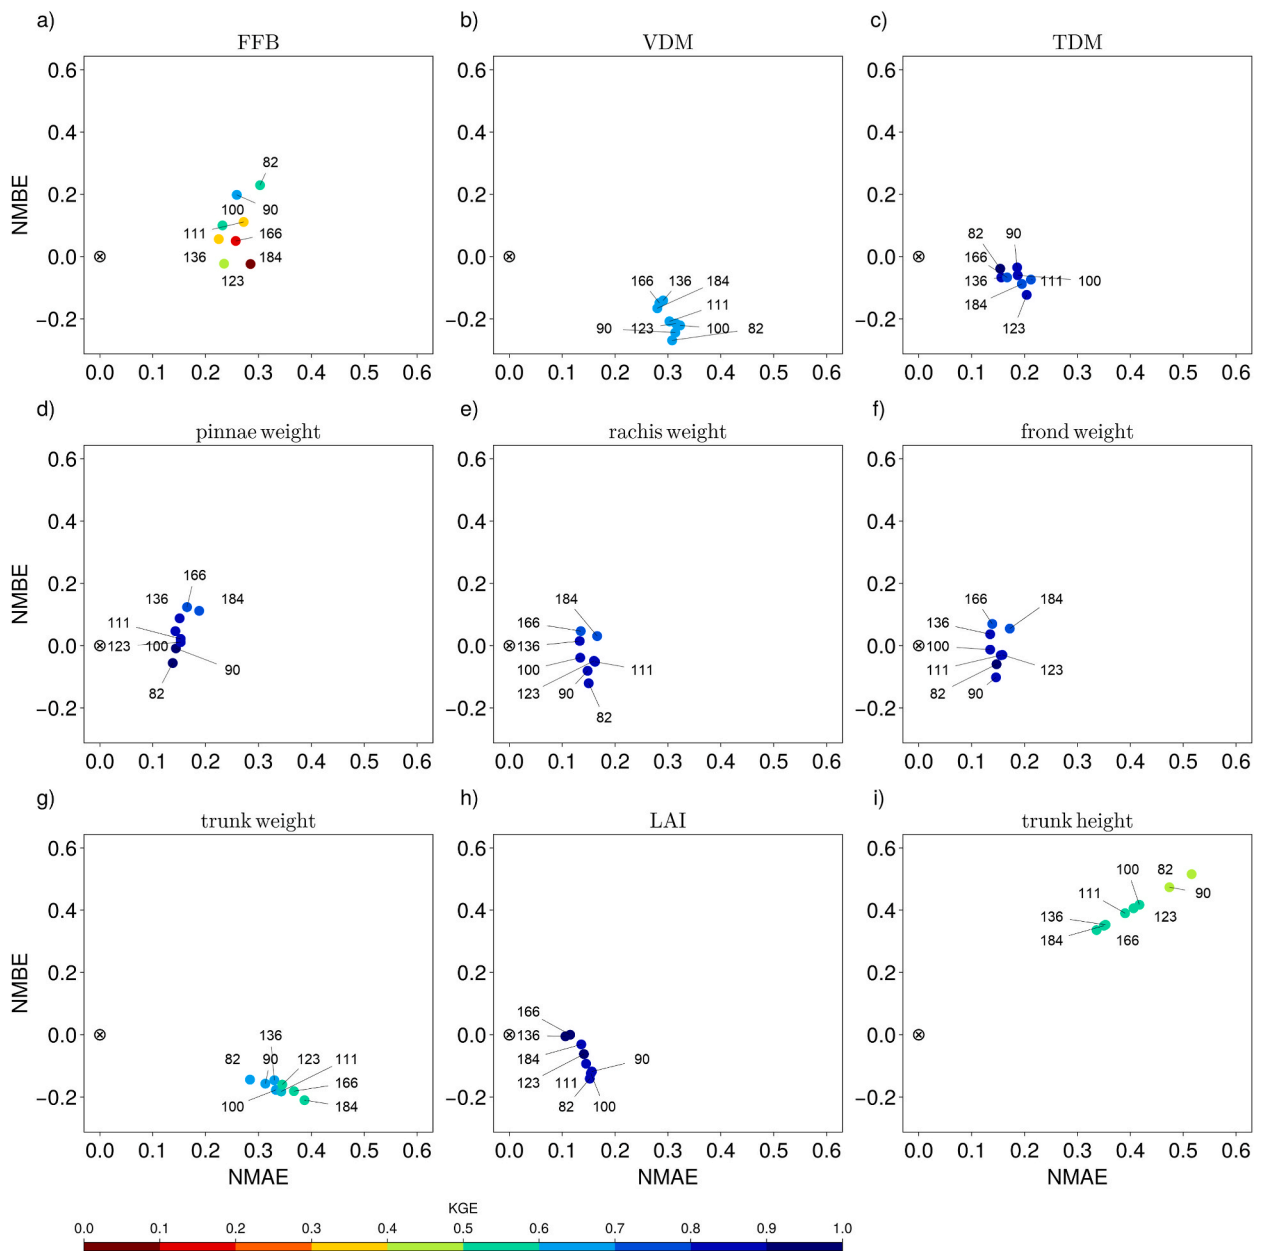 a)
FFB
b)
VDM
c)
TDM
NMBE
0.6
0.4
0.2
0.0
−0.2
82
100
90
111
166
136
184
123
0.0 0.1 0.2 0.3 0.4 0.5 0.6
0.6
0.4
0.2
0.0
−0.2
166 136 184
111
90 123 100 82
0.0 0.1 0.2 0.3 0.4 0.5 0.6
0.6
0.4
0.2
0.0
−0.2
82 90
166
136 111 100
184
123
0.0 0.1 0.2 0.3 0.4 0.5 0.6
d)
pinnae weight
e)
rachis weight
f)
frond weight
NMBE
0.6
0.4
0.2
0.0
−0.2
166
136 184
111
123 100
90
82
0.0 0.1 0.2 0.3 0.4 0.5 0.6
0.6
0.4
0.2
0.0
−0.2
184
166
136
100 111
123 90
82
0.0 0.1 0.2 0.3 0.4 0.5 0.6
0.6
0.4
0.2
0.0
−0.2
166 184
136
100
111 123
82 90
0.0 0.1 0.2 0.3 0.4 0.5 0.6
g)
trunk weight
h)
LAI
i)
trunk height
NMBE
0.6
0.4
0.2
0.0
−0.2
136
82 90 123 111
166
100 184
0.0 0.1 0.2 0.3 0.4 0.5 0.6
NMAE
0.6
0.4
0.2
0.0
−0.2
166
136
184 90
123 111
82 100
0.0 0.1 0.2 0.3 0.4 0.5 0.6
NMAE
0.6
0.4
0.2
0.0
−0.2
100 82
111 90
136 123
184 166
0.0 0.1 0.2 0.3 0.4 0.5 0.6
NMAE
KGE
0.0 0.1 0.2 0.3 0.4 0.5 0.6 0.7 0.8 0.9 1.0